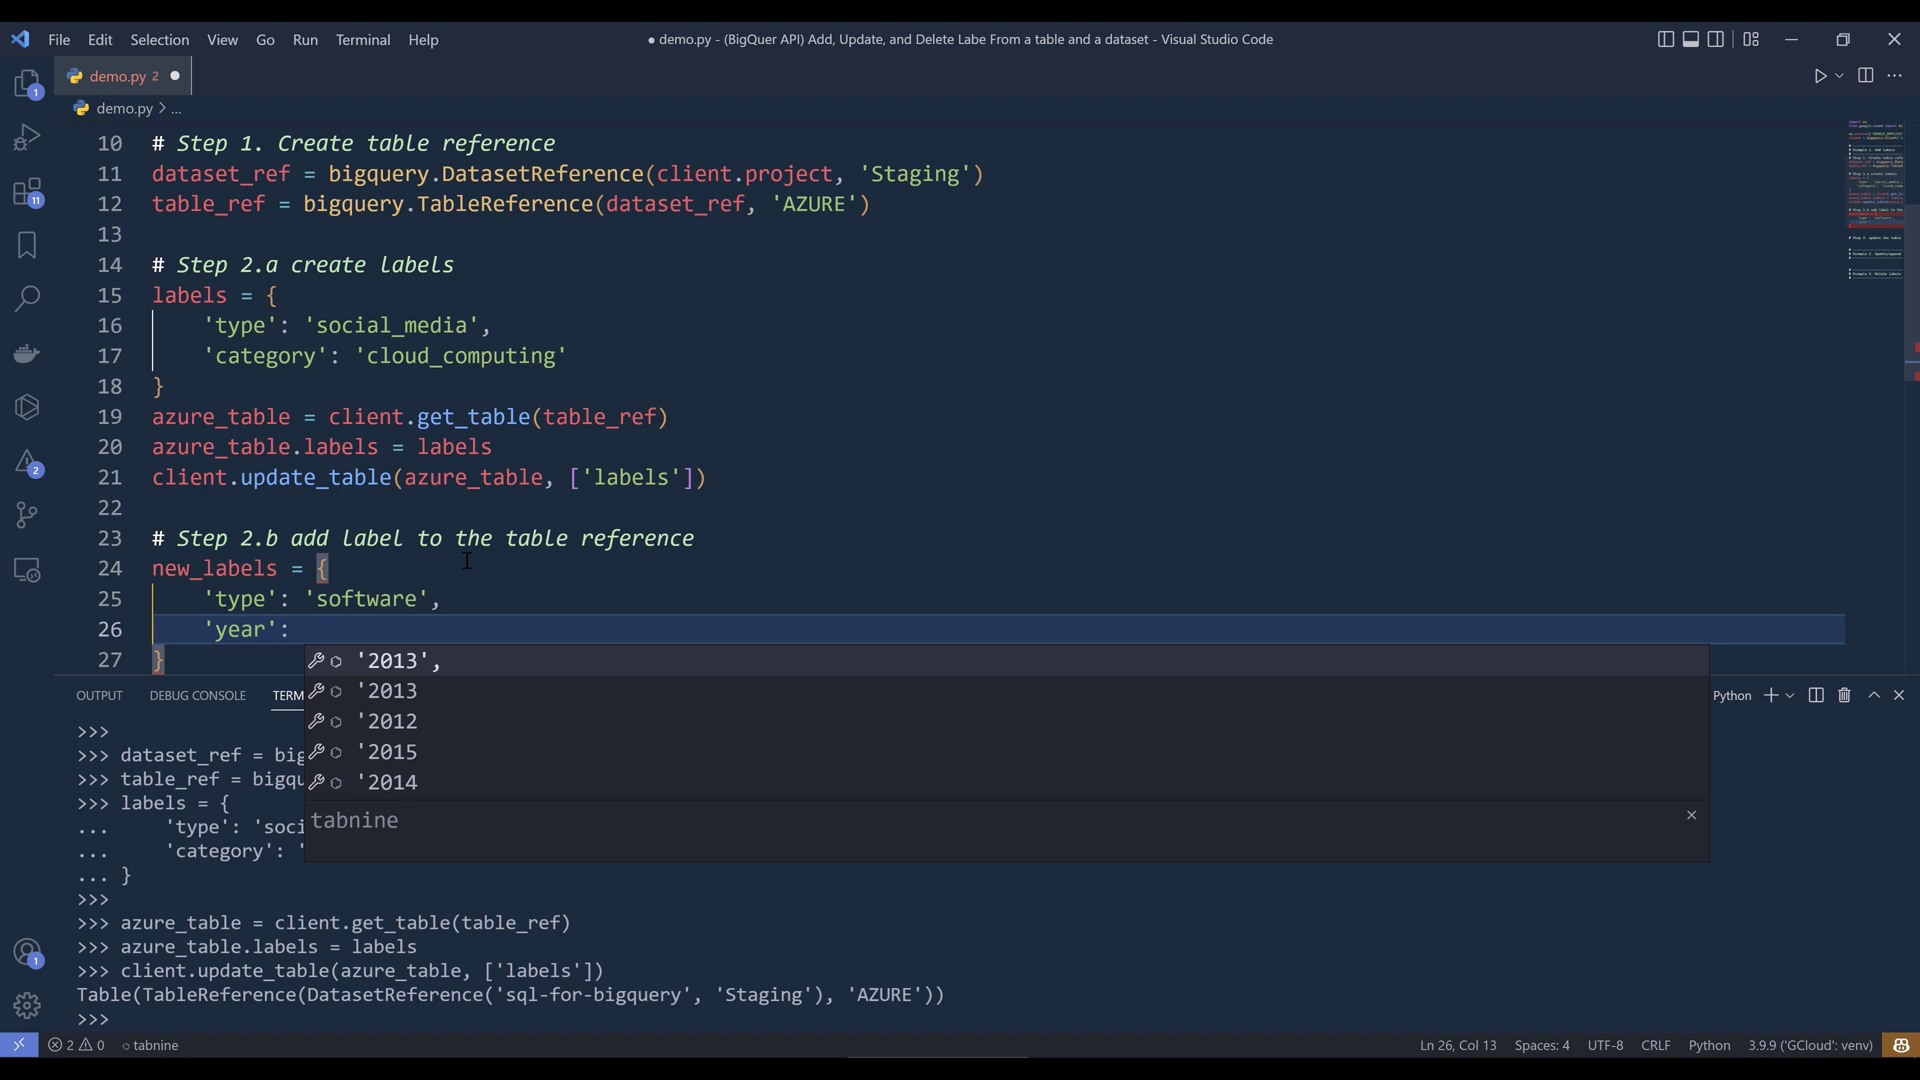 File Edit Selection View Go Run Terminal Help
● demo.py - (BigQuer API) Add, Update, and Delete Labe From a table and a dataset - Visual Studio Code
demo.py 2 ●
demo.py > ...
10 # Step 1. Create table reference
11 dataset_ref = bigquery.DatasetReference(client.project, 'Staging')
12 table_ref = bigquery.TableReference(dataset_ref, 'AZURE')
13
14 # Step 2.a create labels
15 labels = {
16 'type': 'social_media',
17 'category': 'cloud_computing'
18 }
19 azure_table = client.get_table(table_ref)
20 azure_table.labels = labels
21 client.update_table(azure_table, ['labels'])
22
23 # Step 2.b add label to the table reference
24 new_labels = {
25 'type': 'software',
26 'year':
27 }
'2013',
'2013
'2012
'2015
'2014
tabnine
OUTPUT DEBUG CONSOLE TERM Python
>>>
>>> dataset_ref = big
>>> table_ref = bigqu
>>> labels = {
... 'type': 'soci
... 'category': '
... }
>>>
>>> azure_table = client.get_table(table_ref)
>>> azure_table.labels = labels
>>> client.update_table(azure_table, ['labels'])
Table(TableReference(DatasetReference('sql-for-bigquery', 'Staging'), 'AZURE'))
>>>
1
11
2
1
2 0 tabnine Ln 26, Col 13 Spaces: 4 UTF-8 CRLF Python 3.9.9 ('GCloud': venv)